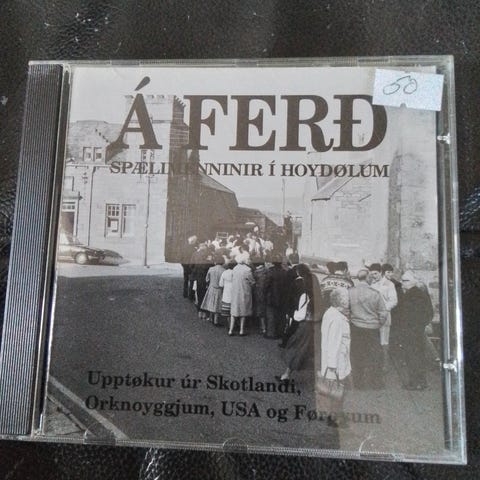 Á FERÐ
50
SPÆLIMENNINIR Í HOYDØLUM
Upptøkur úr Skotlandi,
Orknoyggjum, USA og Føroyum